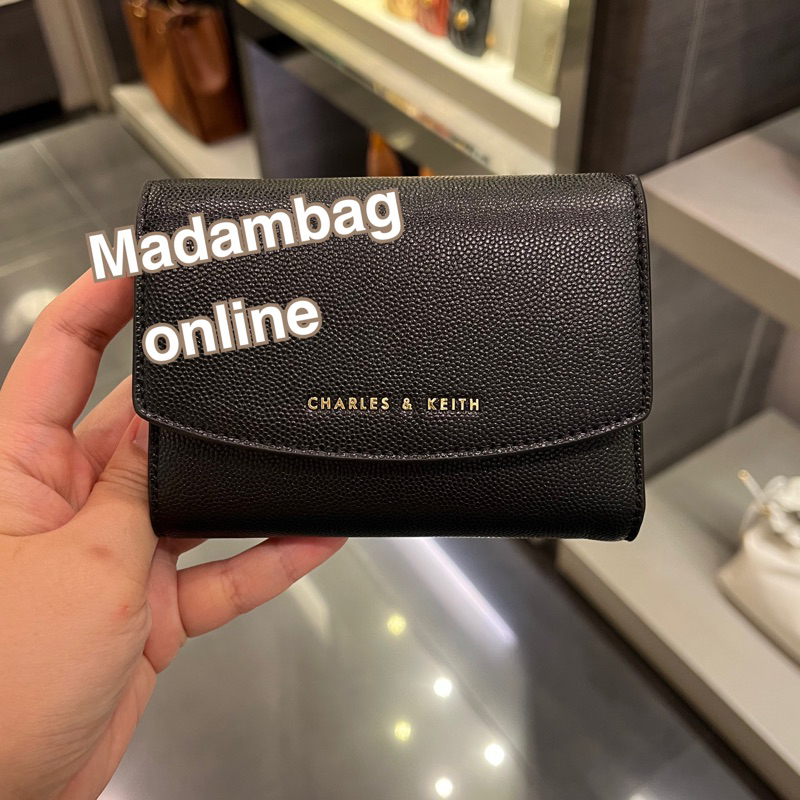 Madambag
online
CHARLES & KEITH